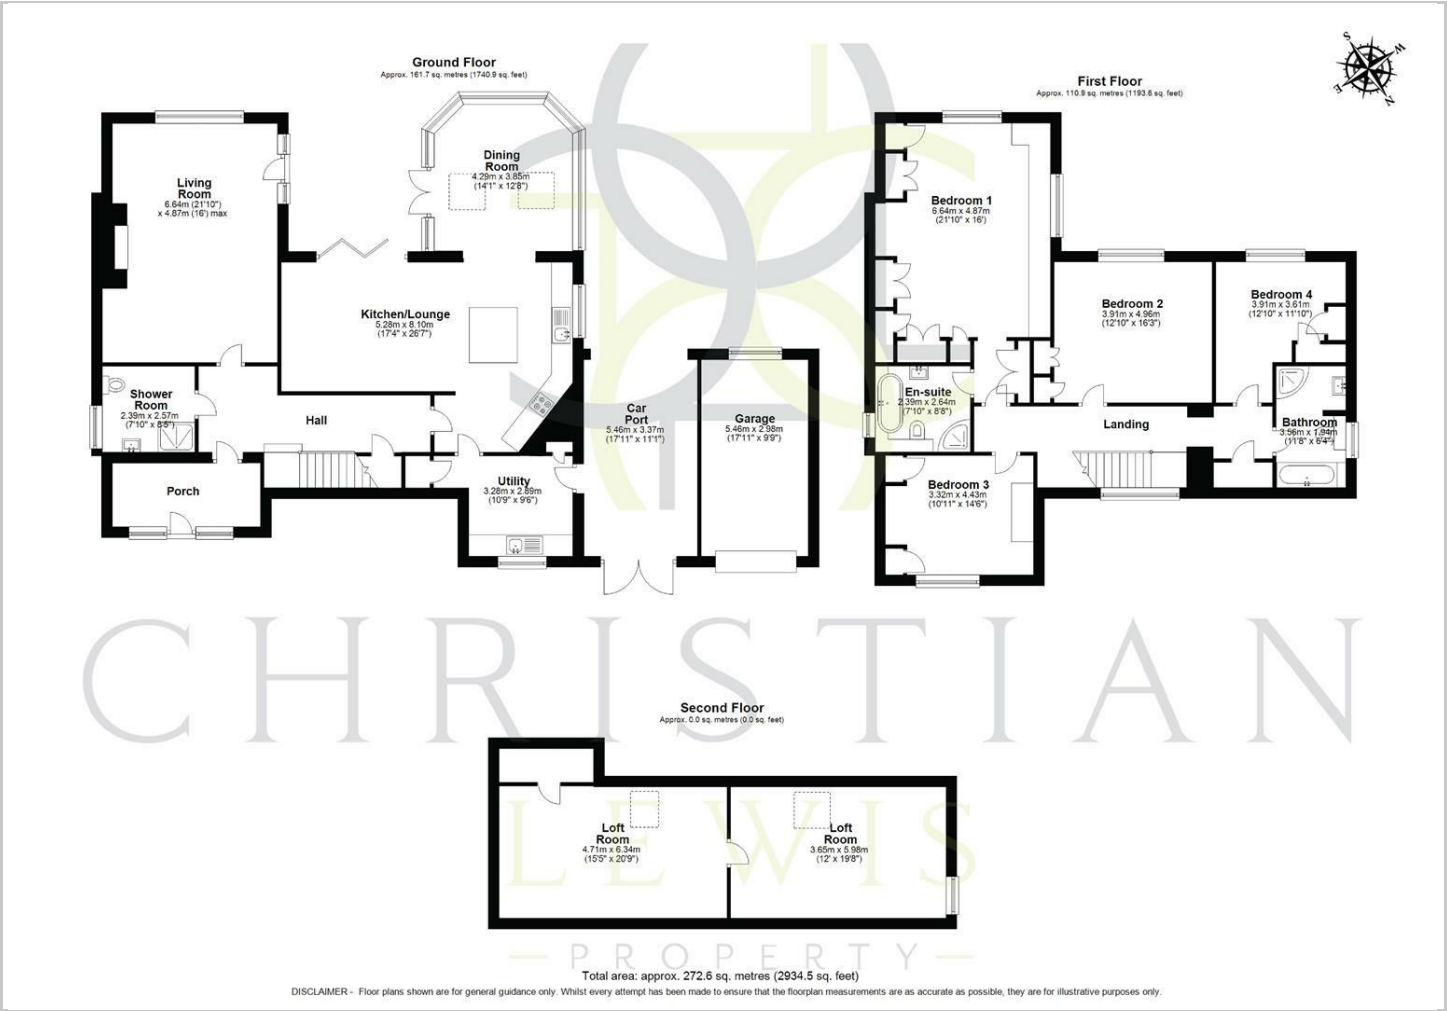 Ground Floor
Approx. 161.7 sq. metres (1740.9 sq. feet)
Living
Room
6.64m (21'10")
x 4.87m (16') max
Dining
Room
4.29m x 3.85m
(14'1" x 12'8")
Kitchen/Lounge
5.28m x 8.10m
(17'4" x 26'7")
Shower
Room
2.39m x 2.57m
(7'10" x 8'5")
Hall
Car
Port
5.46m x 3.37m
(17'11" x 11'1")
Garage
5.46m x 2.98m
(17'11" x 9'9")
Porch
Utility
3.28m x 2.89m
(10'9" x 9'6")
First Floor
Approx. 110.9 sq. metres (1193.6 sq. feet)
S
W
E
N
Bedroom 1
6.64m x 4.87m
(21'10" x 16')
Bedroom 2
3.91m x 4.96m
(12'10" x 16'3")
Bedroom 4
3.91m x 3.61m
(12'10" x 11'10")
En-suite
2.39m x 2.64m
(7'10" x 8'8")
Landing
Bathroom
3.56m x 1.94m
(11'8" x 6'4")
Bedroom 3
3.32m x 4.43m
(10'11" x 14'6")
CHRISTIAN
Second Floor
Approx. 0.0 sq. metres (0.0 sq. feet)
Loft
Room
4.71m x 6.34m
(15'5" x 20'9")
Loft
Room
3.65m x 5.98m
(12' x 19'8")
LEWIS
PROPERTY
Total area: approx. 272.6 sq. metres (2934.5 sq. feet)
DISCLAIMER - Floor plans shown are for general guidance only. Whilst every attempt has been made to ensure that the floorplan measurements are as accurate as possible, they are for illustrative purposes only.